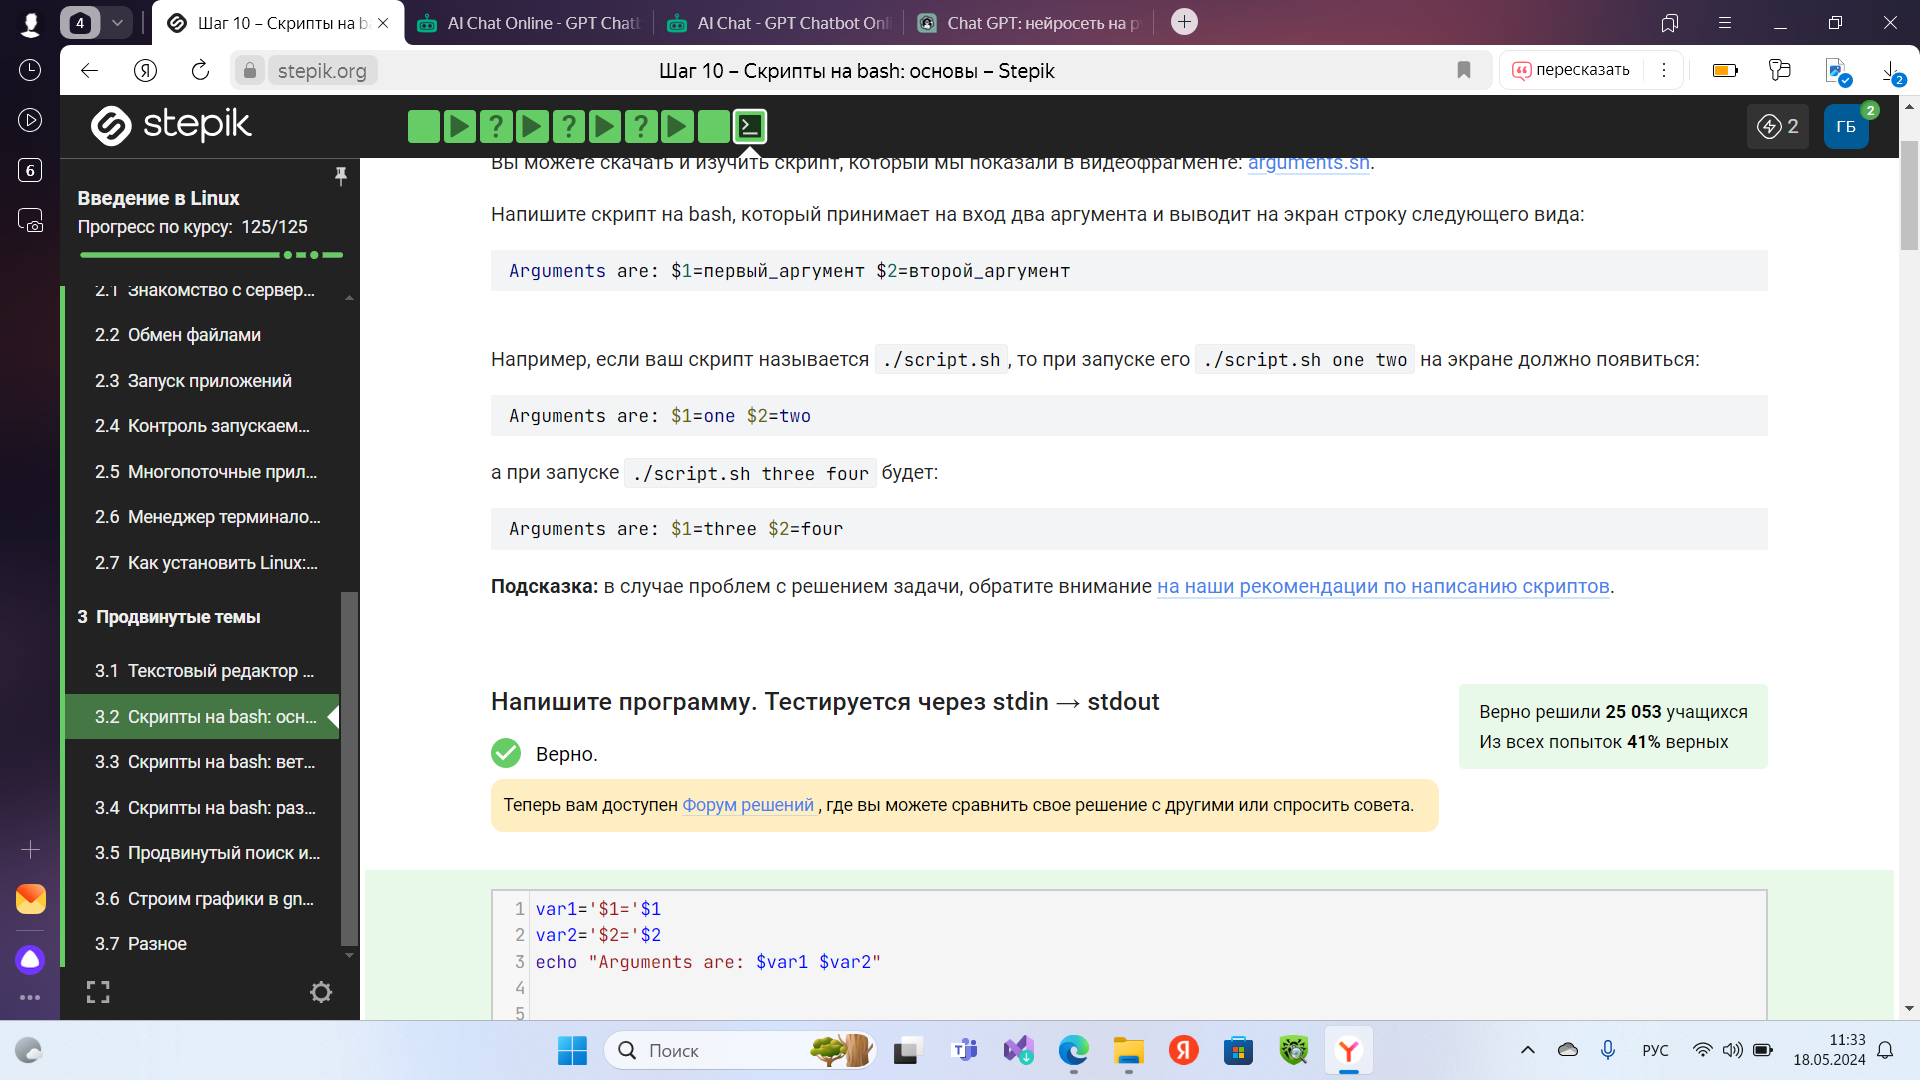 4
Шаг 10 – Скрипты на ba
AI Chat Online - GPT Chatb
AI Chat - GPT Chatbot Onli
Chat GPT: нейросеть на ру
stepik.org
Шаг 10 – Скрипты на bash: основы – Stepik
пересказать
2
6
stepik
2
ГБ
2
Введение в Linux
Прогресс по курсу: 125/125
2.1 Знакомство с сервер...
2.2 Обмен файлами
2.3 Запуск приложений
2.4 Контроль запускаем...
2.5 Многопоточные прил...
2.6 Менеджер терминало...
2.7 Как установить Linux:...
3 Продвинутые темы
3.1 Текстовый редактор ...
3.2 Скрипты на bash: осн...
3.3 Скрипты на bash: вет...
3.4 Скрипты на bash: раз...
3.5 Продвинутый поиск и...
3.6 Строим графики в gn...
3.7 Разное
Вы можете скачать и изучить скрипт, который мы показали в видеофрагменте: arguments.sh.
Напишите скрипт на bash, который принимает на вход два аргумента и выводит на экран строку следующего вида:
Arguments are: $1=первый_аргумент $2=второй_аргумент
Например, если ваш скрипт называется ./script.sh, то при запуске его ./script.sh one two на экране должно появиться:
Arguments are: $1=one $2=two
а при запуске ./script.sh three four будет:
Arguments are: $1=three $2=four
Подсказка: в случае проблем с решением задачи, обратите внимание на наши рекомендации по написанию скриптов.
Напишите программу. Тестируется через stdin → stdout
Верно решили 25 053 учащихся
Из всех попыток 41% верных
Верно.
Теперь вам доступен Форум решений , где вы можете сравнить свое решение с другими или спросить совета.
1 var1='$1='$1
2 var2='$2='$2
3 echo "Arguments are: $var1 $var2"
4
5
Поиск
РУС
11:33
18.05.2024